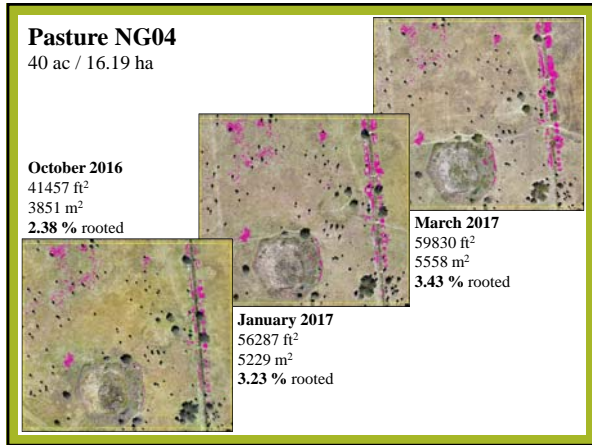 Pasture NG04
40 ac / 16.19 ha
October 2016
41457 ft²
3851 m²
2.38 % rooted
January 2017
56287 ft²
5229 m²
3.23 % rooted
March 2017
59830 ft²
5558 m²
3.43 % rooted